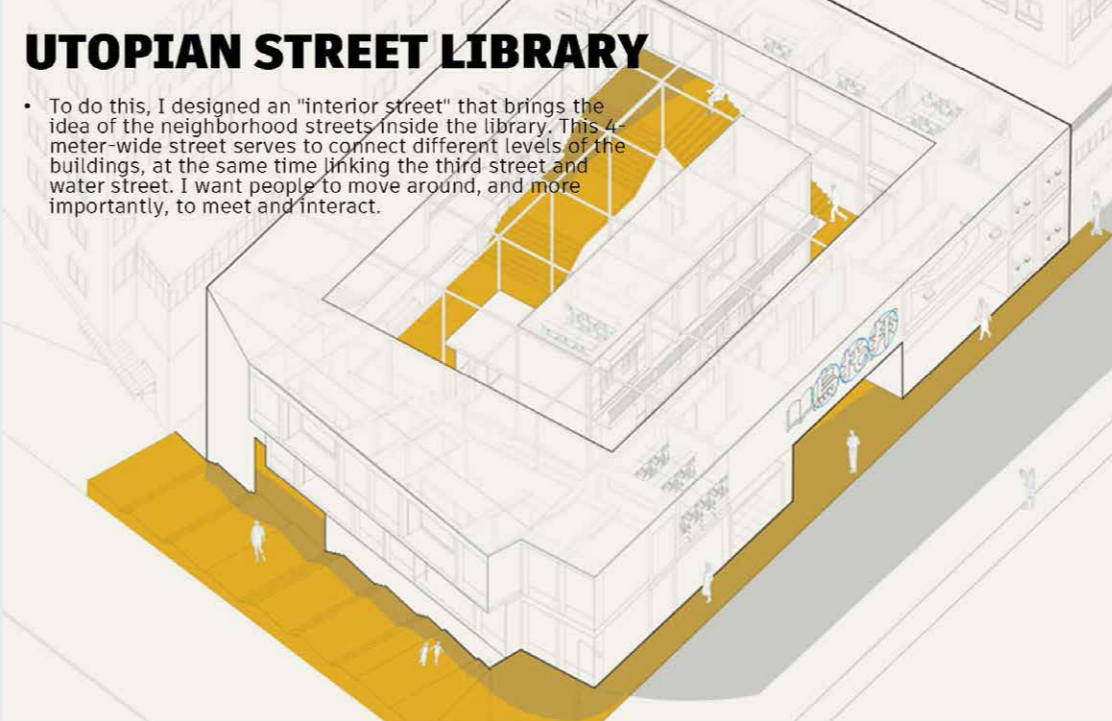 UTOPIAN STREET LIBRARY
• To do this, I designed an "interior street" that brings the
idea of the neighborhood streets inside the library. This 4-
meter-wide street serves to connect different levels of the
buildings, at the same time linking the third street and
water street. I want people to move around, and more
importantly, to meet and interact.
烏托邦